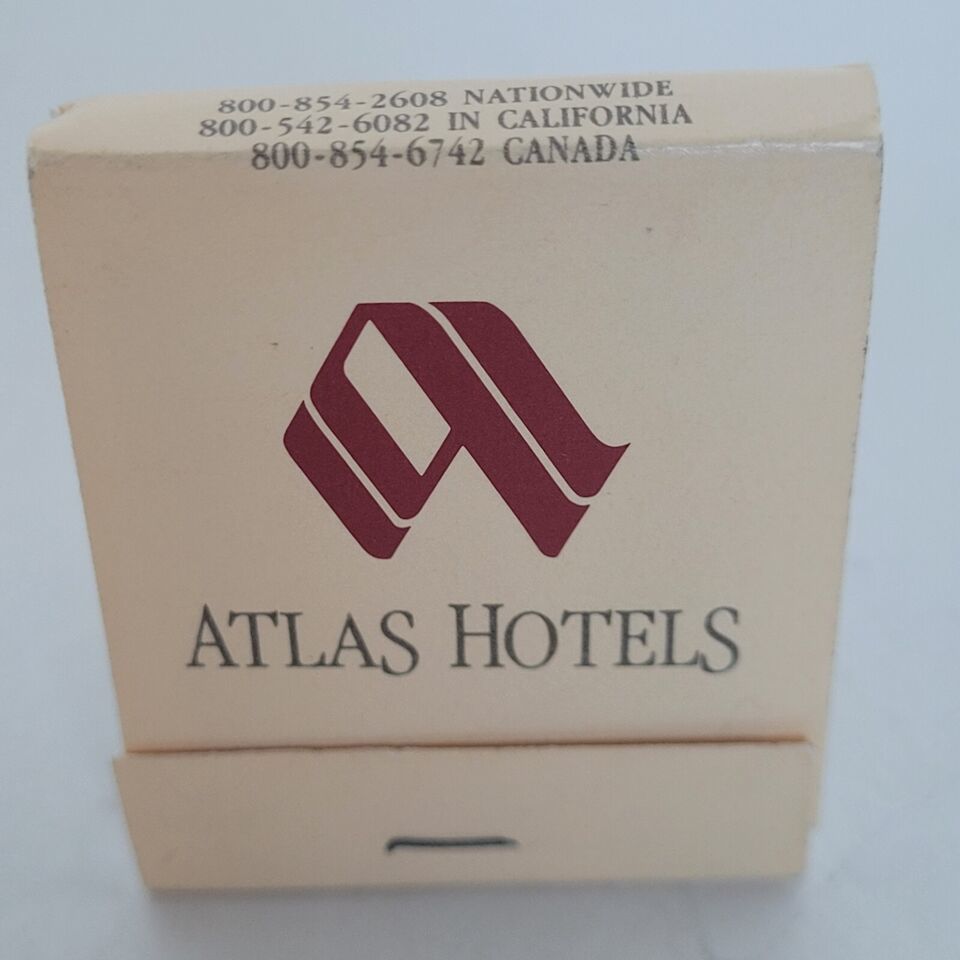 800-854-2608 NATIONWIDE
800-542-6082 IN CALIFORNIA
800-854-6742 CANADA
ATLAS HOTELS